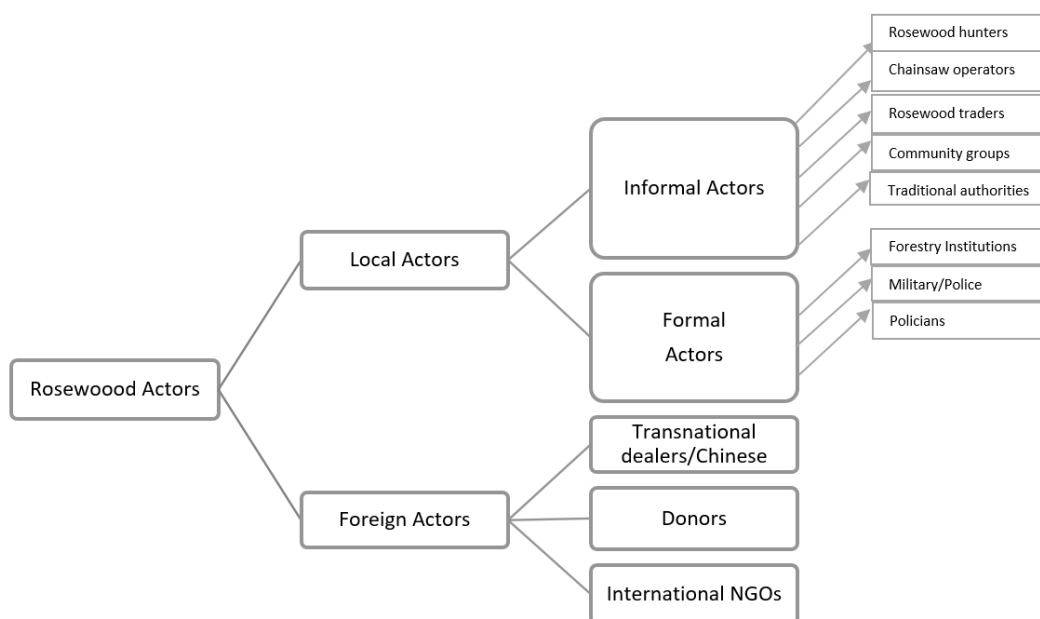 Rosewoood Actors
Local Actors
Informal Actors
Rosewood hunters
Chainsaw operators
Rosewood traders
Community groups
Traditional authorities
Formal
Actors
Forestry Institutions
Military/Police
Policians
Foreign Actors
Transnational
dealers/Chinese
Donors
International NGOs